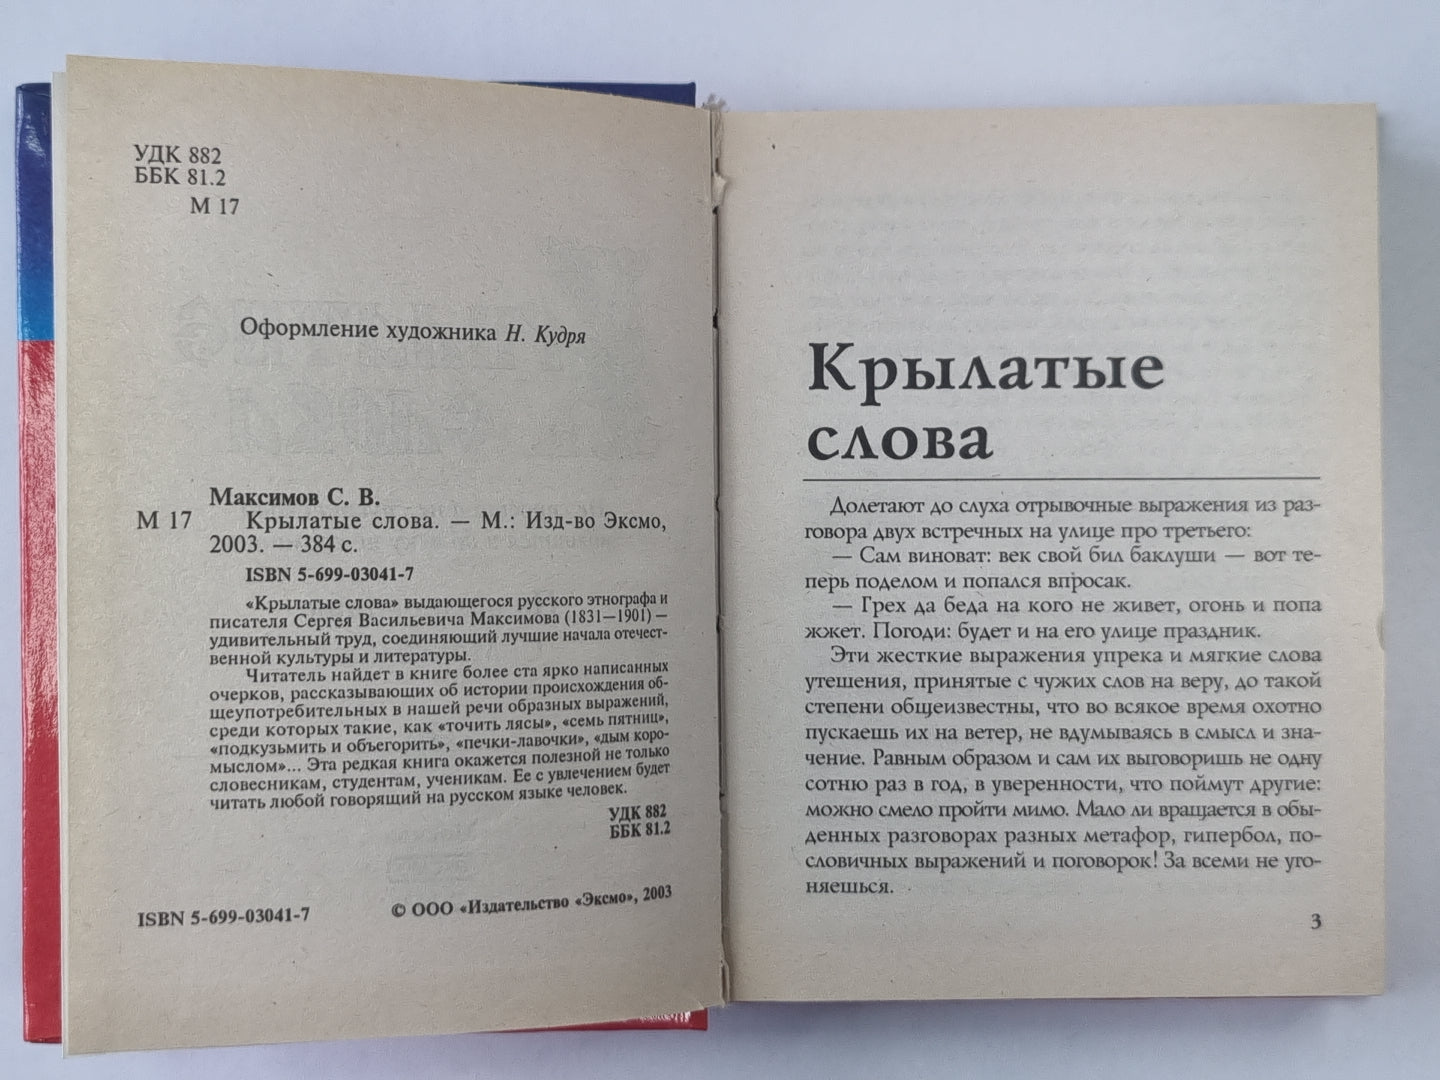 УДК 882
ББК 81.2
М 17
Оформление художника Н. Кудря
Максимов С. В.
М 17 Крылатые слова. — М.: Изд-во Эксмо,
2003. — 384 с.
ISBN 5-699-03041-7
«Крылатые слова» выдающегося русского этнографа и
писателя Сергея Васильевича Максимова (1831—1901) —
удивительный труд, соединяющий лучшие начала отечест-
венной культуры и литературы.
Читатель найдет в книге более ста ярко написанных
очерков, рассказывающих об истории происхождения об-
щеупотребительных в нашей речи образных выражений,
среди которых такие, как «точить лясы», «семь пятниц»,
«подкузьмить и объегорить», «печки-лавочки», «дым коро-
мыслом»... Эта редкая книга окажется полезной не только
словесникам, студентам, ученикам. Ее с увлечением будет
читать любой говорящий на русском языке человек.
УДК 882
ББК 81.2
ISBN 5-699-03041-7
© ООО «Издательство «Эксмо», 2003
Крылатые
слова
Долетают до слуха отрывочные выражения из раз-
говора двух встречных на улице про третьего:
— Сам виноват: век свой бил баклуши — вот те-
перь поделом и попался впросак.
— Грех да беда на кого не живет, огонь и попа
жжет. Погоди: будет и на его улице праздник.
Эти жесткие выражения упрека и мягкие слова
утешения, принятые с чужих слов на веру, до такой
степени общеизвестны, что во всякое время охотно
пускаешь их на ветер, не вдумываясь в смысл и зна-
чение. Равным образом и сам их выговоришь не одну
сотню раз в год, в уверенности, что поймут другие:
можно смело пройти мимо. Мало ли вращается в обы-
денных разговорах разных метафор, гипербол, по-
словичных выражений и поговорок! За всеми не уго-
няешься.
3